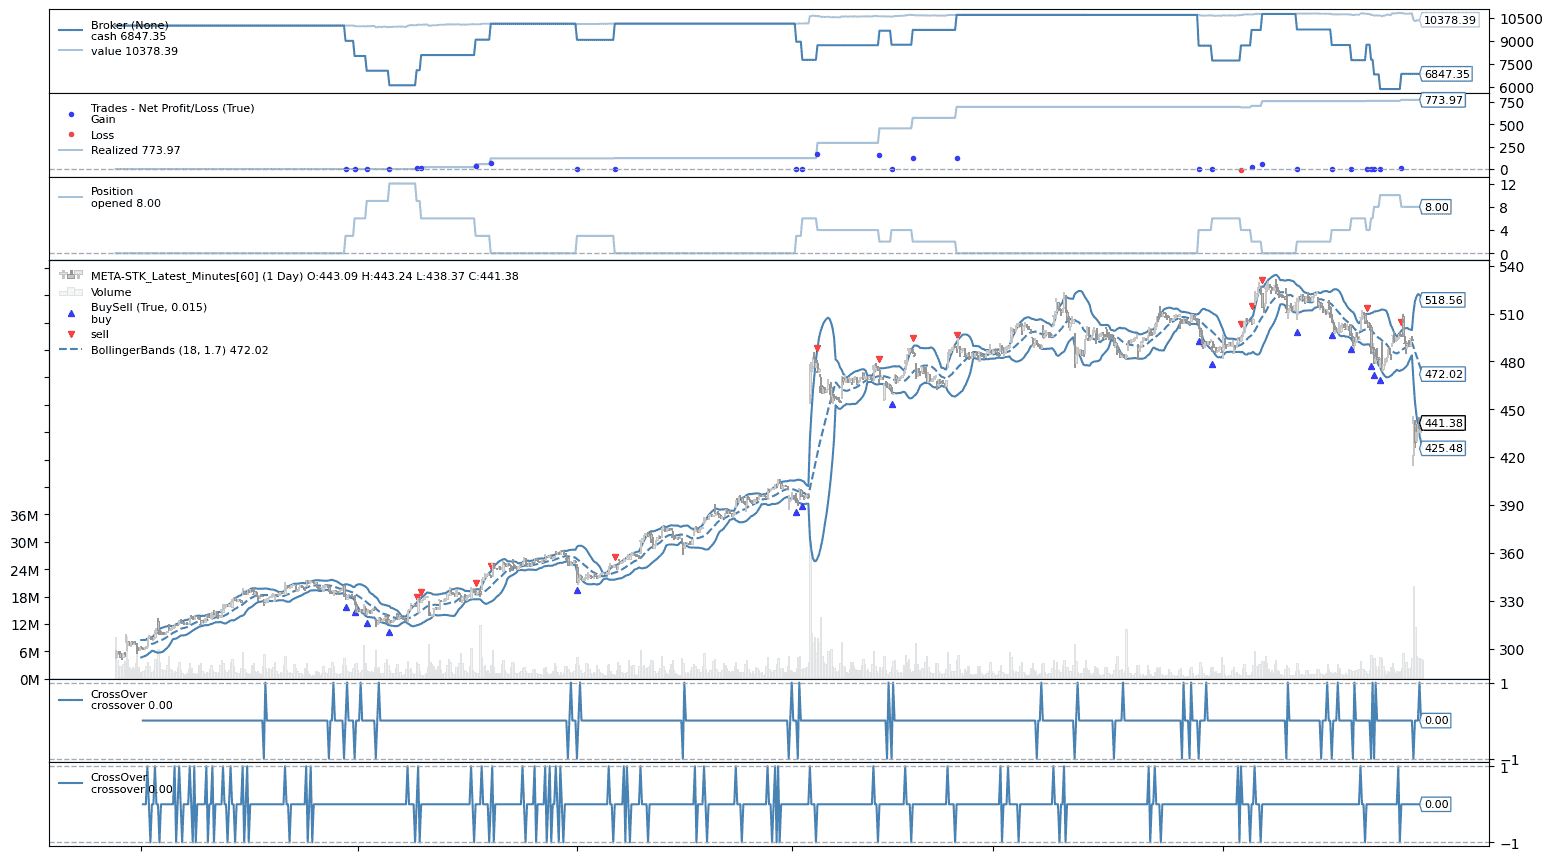 Broker (None)
cash 6847.35
value 10378.39
10500
10378.39
9000
7500
6847.35
6000
Trades - Net Profit/Loss (True)
Gain
Loss
Realized 773.97
773.97
750
500
250
0
Position
opened 8.00
12
8.00
8
4
0
META-STK_Latest_Minutes[60] (1 Day) O:443.09 H:443.24 L:438.37 C:441.38
Volume
BuySell (True, 0.015)
buy
sell
BollingerBands (18, 1.7) 472.02
540
518.56
510
480
472.02
450
441.38
425.48
420
390
360
330
300
36M
30M
24M
18M
12M
6M
0M
CrossOver
crossover 0.00
1
0.00
−1
CrossOver
crossover 0.00
1
0.00
−1